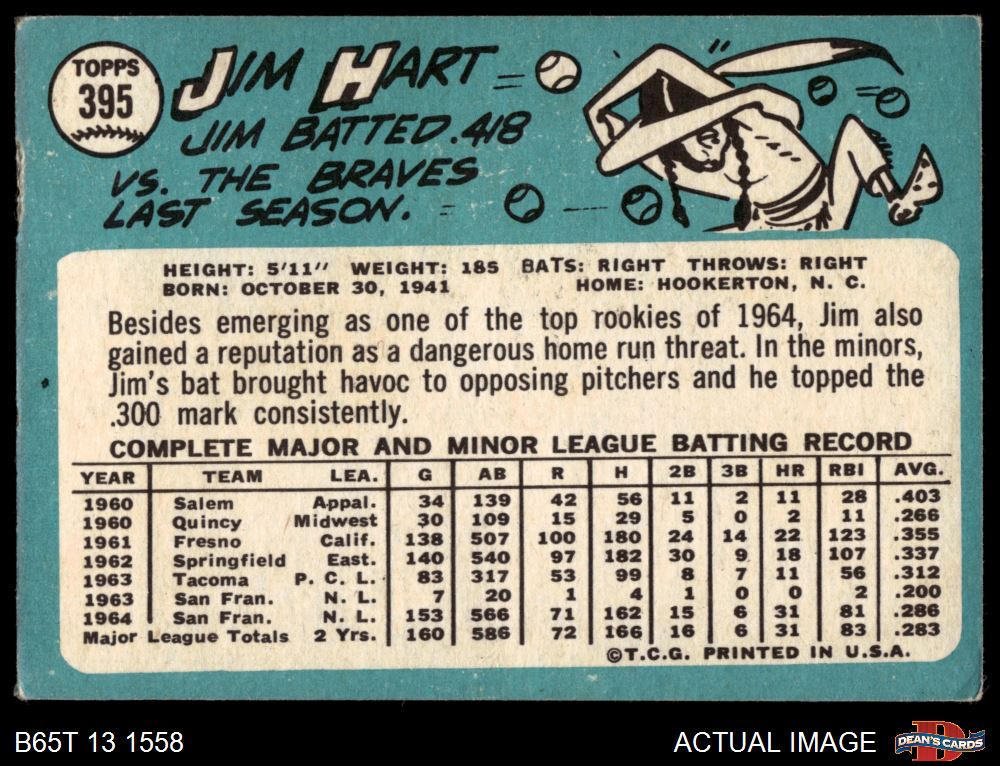 TOPPS
395
JIM HART
JIM BATTED .418
VS. THE BRAVES
LAST SEASON.
HEIGHT: 5'11" WEIGHT: 185 BATS: RIGHT THROWS: RIGHT
BORN: OCTOBER 30, 1941 HOME: HOOKERTON, N. C.
Besides emerging as one of the top rookies of 1964, Jim also
gained a reputation as a dangerous home run threat. In the minors,
Jim's bat brought havoc to opposing pitchers and he topped the
.300 mark consistently.
COMPLETE MAJOR AND MINOR LEAGUE BATTING RECORD
YEAR TEAM LEA. G AB R H 2B 3B HR RBI AVG.
1960 Salem Appal. 34 139 42 56 11 2 11 28 .403
1960 Quincy Midwest 30 109 15 29 5 0 2 11 .266
1961 Fresno Calif. 138 507 100 180 24 14 22 123 .355
1962 Springfield East. 140 540 97 182 30 9 18 107 .337
1963 Tacoma P. C. L. 83 317 53 99 8 7 11 56 .312
1963 San Fran. N. L. 7 20 1 4 1 0 0 2 .200
1964 San Fran. N. L. 153 566 71 162 15 6 31 81 .286
Major League Totals 2 Yrs. 160 586 72 166 16 6 31 83 .283
©T.C.G. PRINTED IN U.S.A.
B65T 13 1558 ACTUAL IMAGE DEAN'S CARDS